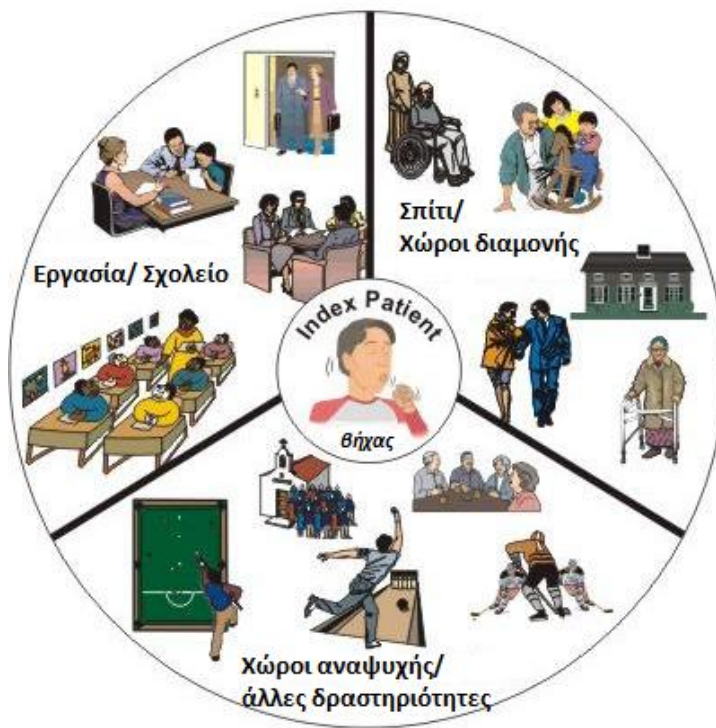 Σπίτι/
Χώροι διαμονής
Εργασία/ Σχολείο
Index Patient
βήχας
Χώροι αναψυχής/
άλλες δραστηριότητες